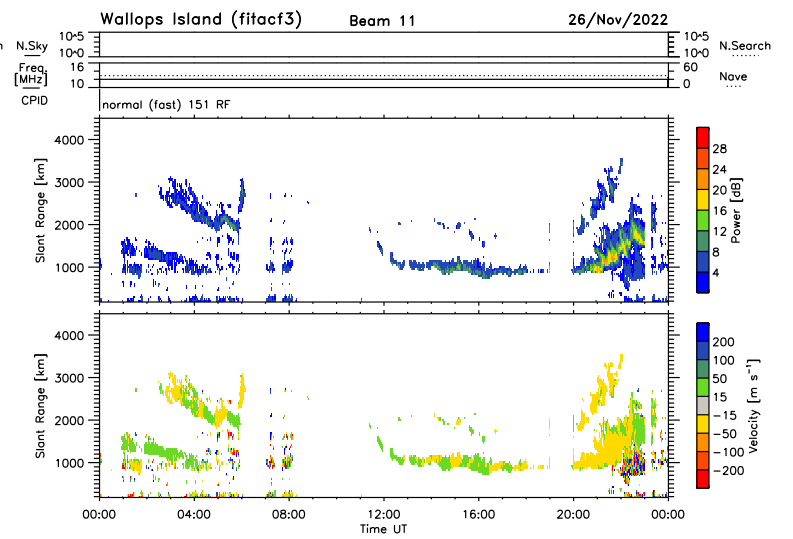 Wallops Island (fitacf3) Beam 11 26/Nov/2022
N.Sky 10^5 10^0 10^5 10^0 N.Search
Freq. [MHz] 16 10 60 0 Nave
CPID normal (fast) 151 RF
Slant Range [km]
4000
3000
2000
1000
28
24
20
16
12
8
4
Power [dB]
Slant Range [km]
4000
3000
2000
1000
200
100
50
15
−15
−50
−100
−200
Velocity [m s⁻¹]
00:00 04:00 08:00 12:00 16:00 20:00 00:00
Time UT